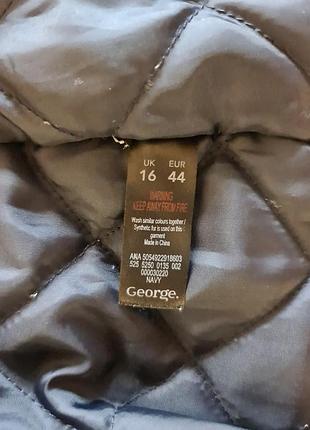 UK EUR
16 44
WARNING
KEEP AWAY FROM FIRE
Wash similar colours together /
Synthetic fur is used on this
garment
Made in China
ANA 5054922918603
525 5250 0135 002
000030220
NAVY
George.